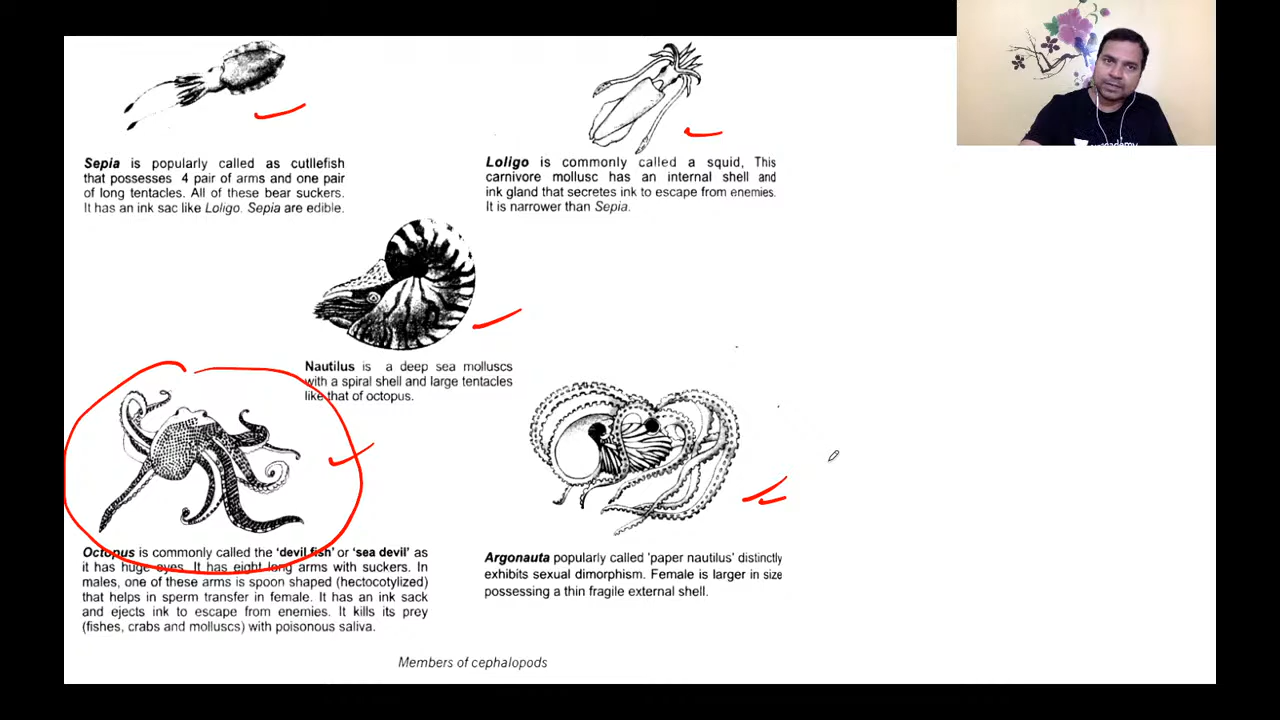 Sepia is popularly called as cutllefish
that possesses 4 pair of arms and one pair
of long tentacles. All of these bear suckers.
It has an ink sac like Loligo. Sepia are edible.
Loligo is commonly called a squid, This
carnivore mollusc has an internal shell and
ink gland that secretes ink to escape from enemies.
It is narrower than Sepia.
Nautilus is a deep sea molluscs
with a spiral shell and large tentacles
like that of octopus.
Octopus is commonly called the 'devil fish' or 'sea devil' as
it has huge eyes. It has eight long arms with suckers. In
males, one of these arms is spoon shaped (hectocotylized)
that helps in sperm transfer in female. It has an ink sack
and ejects ink to escape from enemies. It kills its prey
(fishes, crabs and molluscs) with poisonous saliva.
Argonauta popularly called 'paper nautilus' distinctly
exhibits sexual dimorphism. Female is larger in size
possessing a thin fragile external shell.
Members of cephalopods